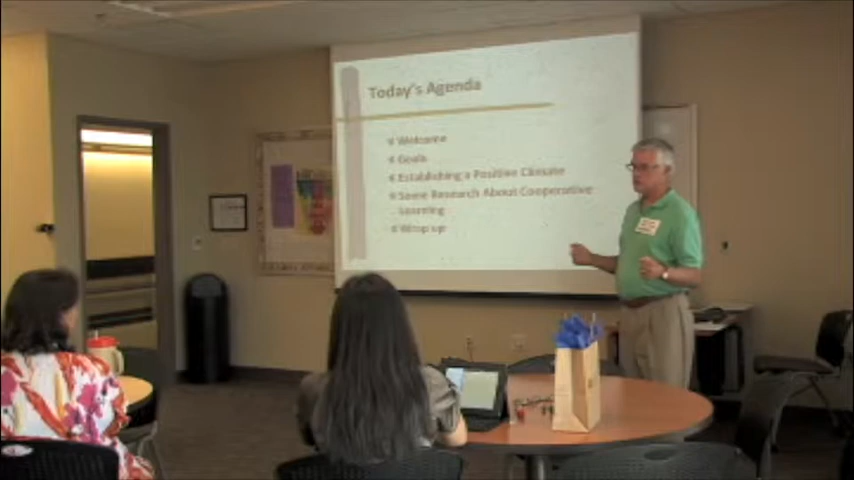 Today's Agenda
Welcome
Goals
Establishing a Positive Climate
Some Research About Cooperative
Learning
Wrap up